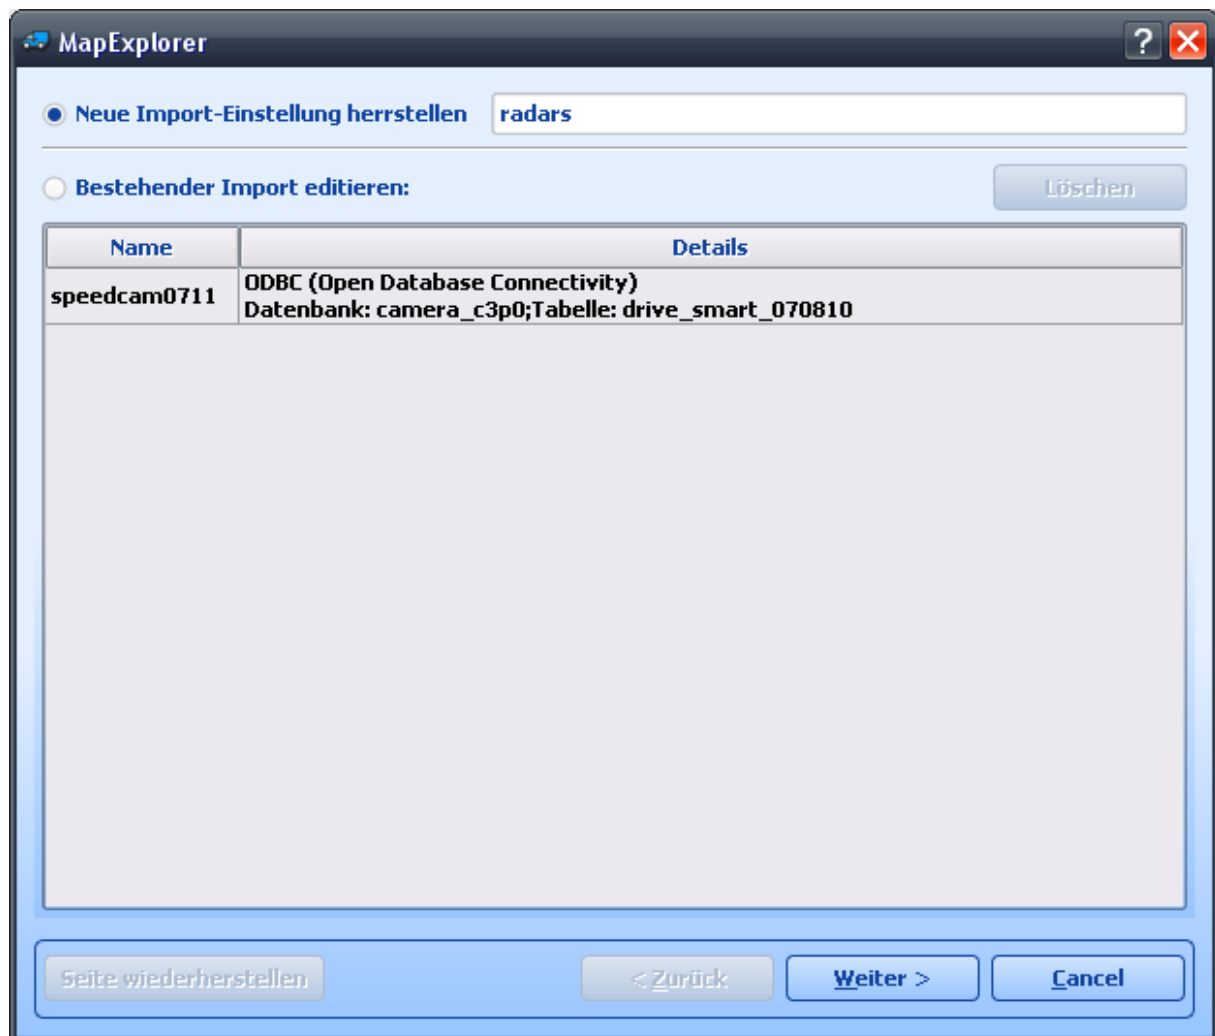 MapExplorer
Neue Import-Einstellung herrstellen radars
Bestehender Import editieren: Löschen
Name Details
speedcam0711 ODBC (Open Database Connectivity)
Datenbank: camera_c3p0;Tabelle: drive_smart_070810
Seite wiederherstellen < Zurück Weiter > Cancel